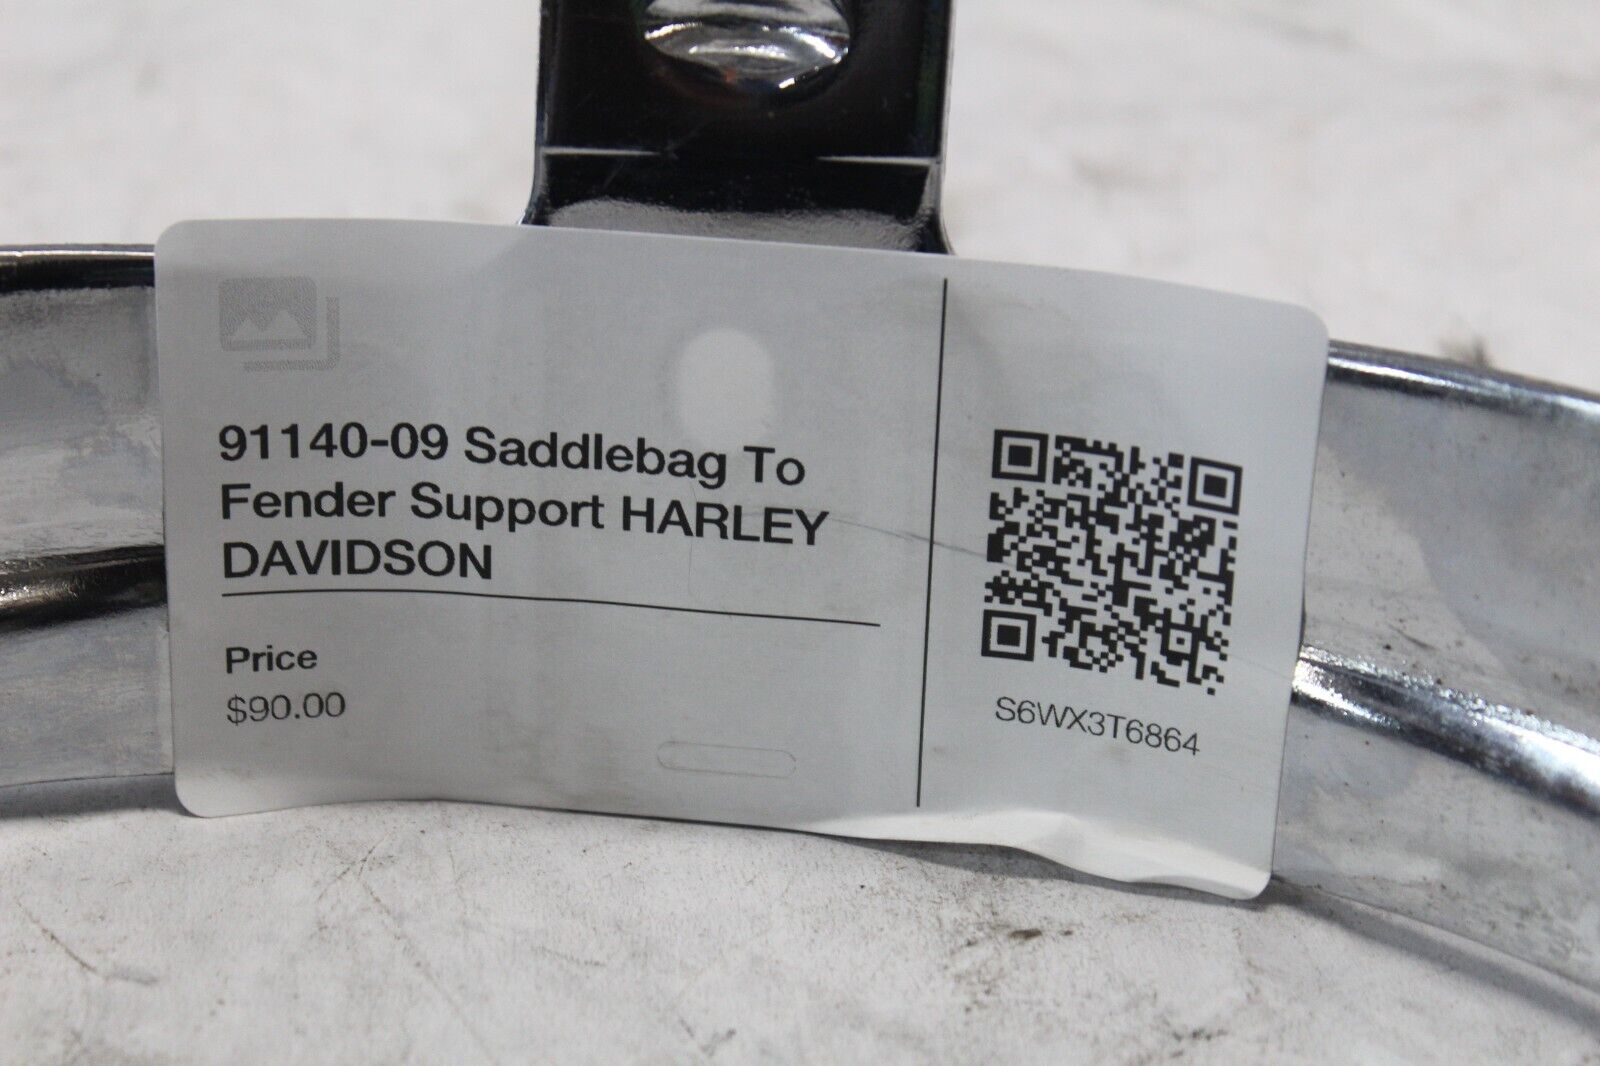 91140-09 Saddlebag To
Fender Support HARLEY
DAVIDSON
Price
$90.00
S6WX3T6864